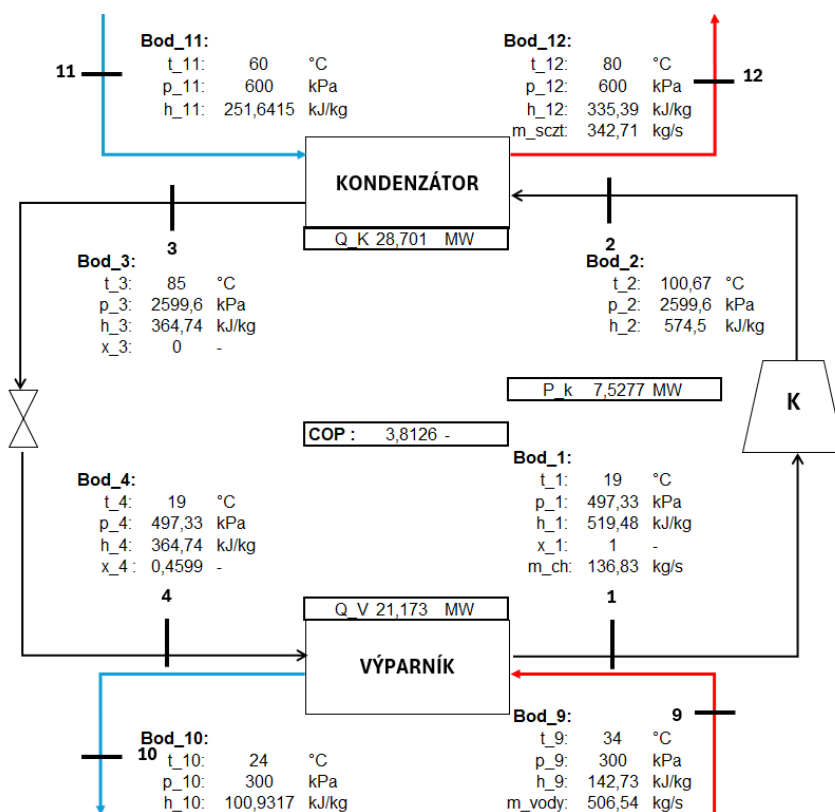 Bod_11:
t_11: 60 °C
p_11: 600 kPa
h_11: 251,6415 kJ/kg
11
Bod_12:
t_12: 80 °C
p_12: 600 kPa
h_12: 335,39 kJ/kg
m_sczt: 342,71 kg/s
12
KONDENZÁTOR
Q_K 28,701 MW
3
2
Bod_3:
t_3: 85 °C
p_3: 2599,6 kPa
h_3: 364,74 kJ/kg
x_3: 0 -
Bod_2:
t_2: 100,67 °C
p_2: 2599,6 kPa
h_2: 574,5 kJ/kg
P_k 7,5277 MW
K
COP : 3,8126 -
Bod_4:
t_4: 19 °C
p_4: 497,33 kPa
h_4: 364,74 kJ/kg
x_4 : 0,4599 -
Bod_1:
t_1: 19 °C
p_1: 497,33 kPa
h_1: 519,48 kJ/kg
x_1: 1 -
m_ch: 136,83 kg/s
4
1
Q_V 21,173 MW
VÝPARNÍK
Bod_10:
t_10: 24 °C
p_10: 300 kPa
h_10: 100,9317 kJ/kg
10
Bod_9:
t_9: 34 °C
p_9: 300 kPa
h_9: 142,73 kJ/kg
m_vody: 506,54 kg/s
9